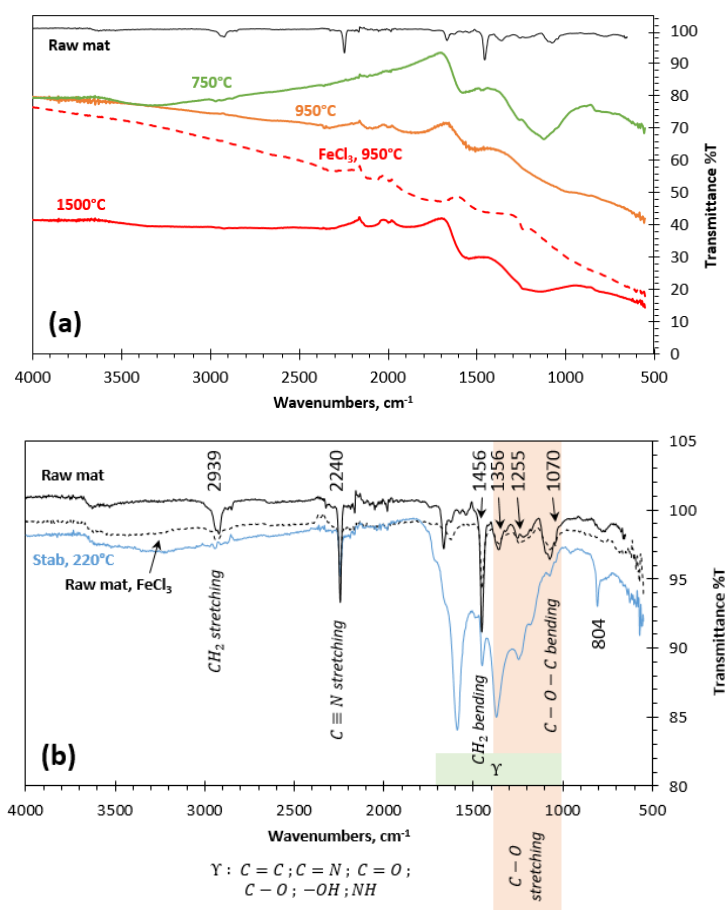 Raw mat
750°C
950°C
FeCl3, 950°C
1500°C
(a)
100
90
80
70
60
50
40
30
20
10
0
Transmittance %T
4000 3500 3000 2500 2000 1500 1000 500
Wavenumbers, cm-1
Raw mat
2939
2240
1456
1356
1255
1070
Stab, 220°C
Raw mat, FeCl3
CH2 stretching
C ≡ N stretching
CH2 bending
C − O − C bending
804
(b)
ϒ
105
100
95
90
85
80
Transmittance %T
4000 3500 3000 2500 2000 1500 1000 500
Wavenumbers, cm-1
C − O
stretching
ϒ : C = C ; C = N ; C = O ;
C − O ; −OH ; NH